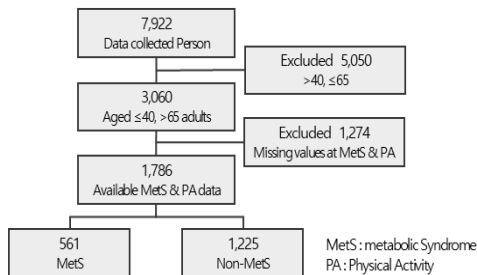 7,922
Data collected Person
Excluded 5,050
>40, ≤65
3,060
Aged ≤40, >65 adults
Excluded 1,274
Missing values at MetS & PA
1,786
Available MetS & PA data
561
MetS
1,225
Non-MetS
MetS : metabolic Syndrome
PA : Physical Activity